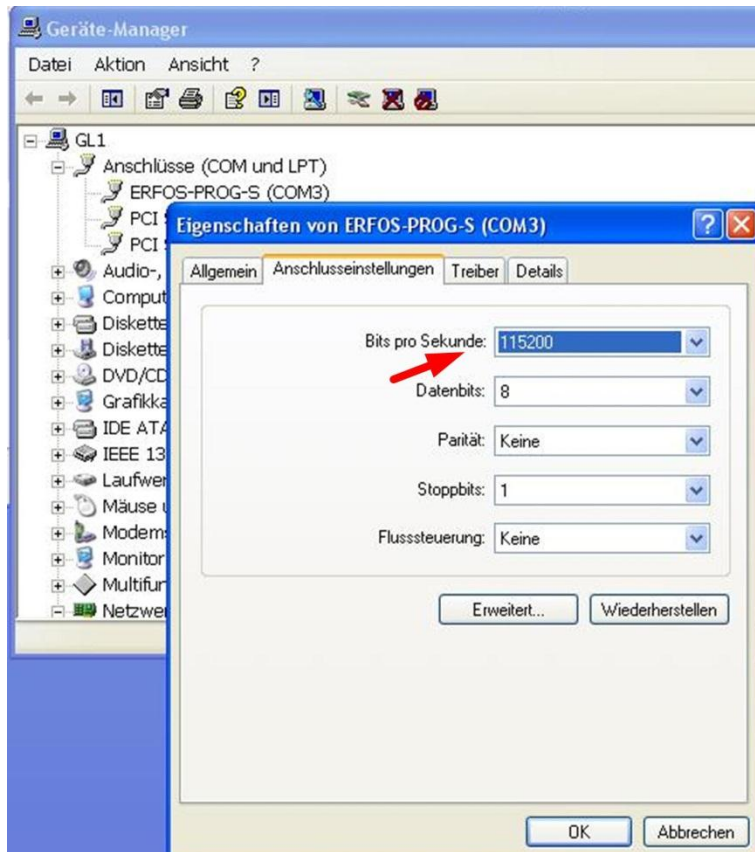 Geräte-Manager
Datei Aktion Ansicht ?
GL1
Anschlüsse (COM und LPT)
ERFOS-PROG-S (COM3)
PCI
PCI
Audio-,
Comput
Diskette
Diskette
DVD/CD
Grafikka
IDE ATA
IEEE 13
Laufwer
Mäuse
Modem
Monitor
Multifur
Netzwe
Eigenschaften von ERFOS-PROG-S (COM3)
Allgemein Anschlusseinstellungen Treiber Details
Bits pro Sekunde: 115200
Datenbits: 8
Parität: Keine
Stoppbits: 1
Flusssteuerung: Keine
Erweitert... Wiederherstellen
OK Abbrechen